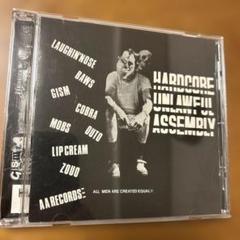 LAUGHIN'NOSE
BAWS
GISM
COBRA
MOBS OUTO
LIP CREAM
ZOUO
AA RECORDS
HARDCORE
UNLAWFUL
ASSEMBLY
ALL MEN ARE CREATED EQUAL